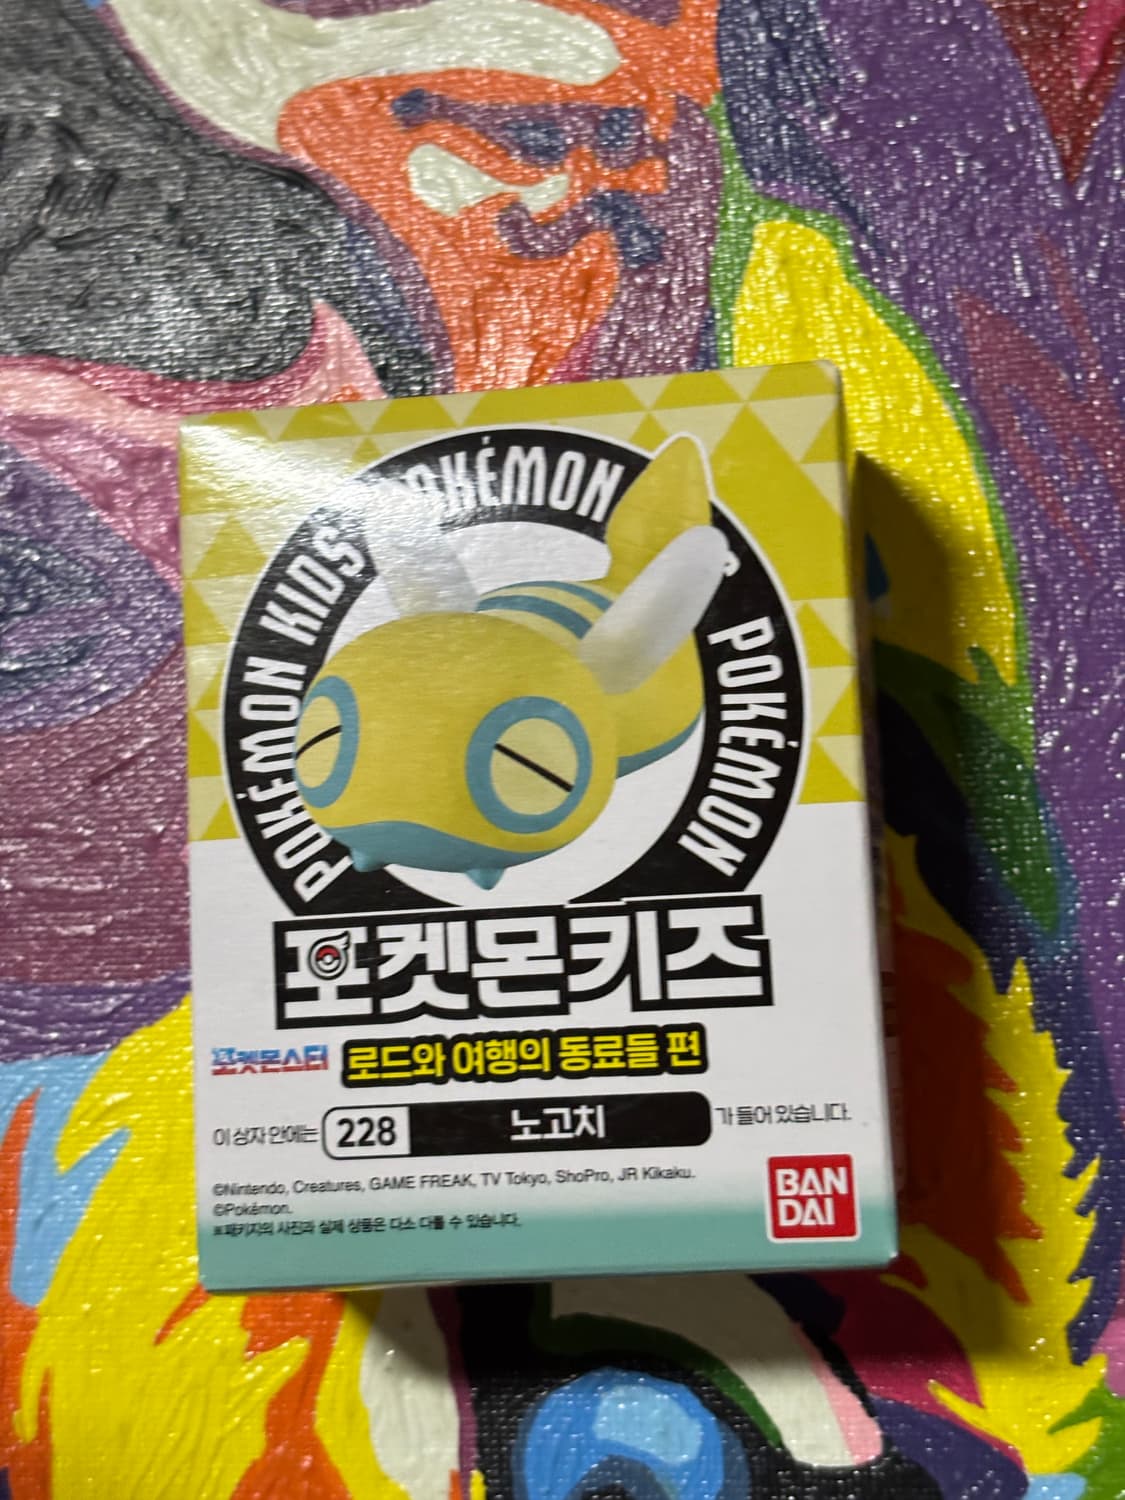 POKÉMON KIDS POKÉMON POKÉMON
포켓몬키즈
포켓몬스터 로드와 여행의 동료들 편
이 상자 안에는 228 노고치 가 들어 있습니다.
©Nintendo, Creatures, GAME FREAK, TV Tokyo, ShoPro, JR Kikaku.
©Pokémon.
※패키지의 사진과 실제 상품은 다소 다를 수 있습니다.
BAN
DAI